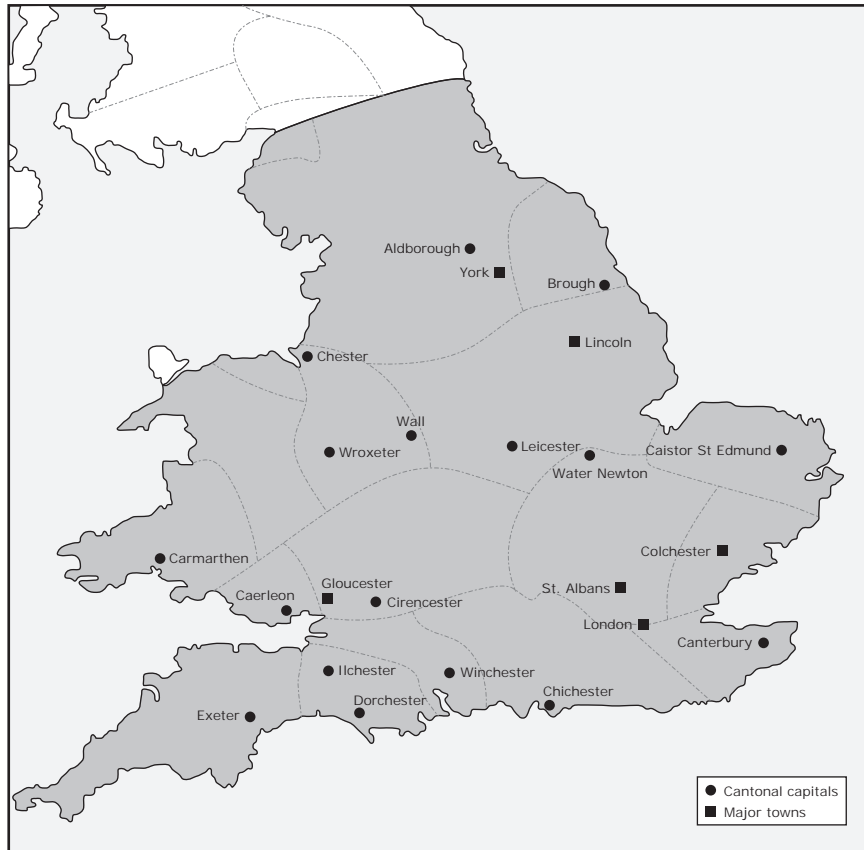 Aldborough
York
Brough
Lincoln
Chester
Wall
Wroxeter
Leicester
Caistor St Edmund
Water Newton
Colchester
Carmarthen
Gloucester
St. Albans
Caerleon
Cirencester
London
Canterbury
Ilchester
Winchester
Chichester
Dorchester
Exeter
Cantonal capitals
Major towns